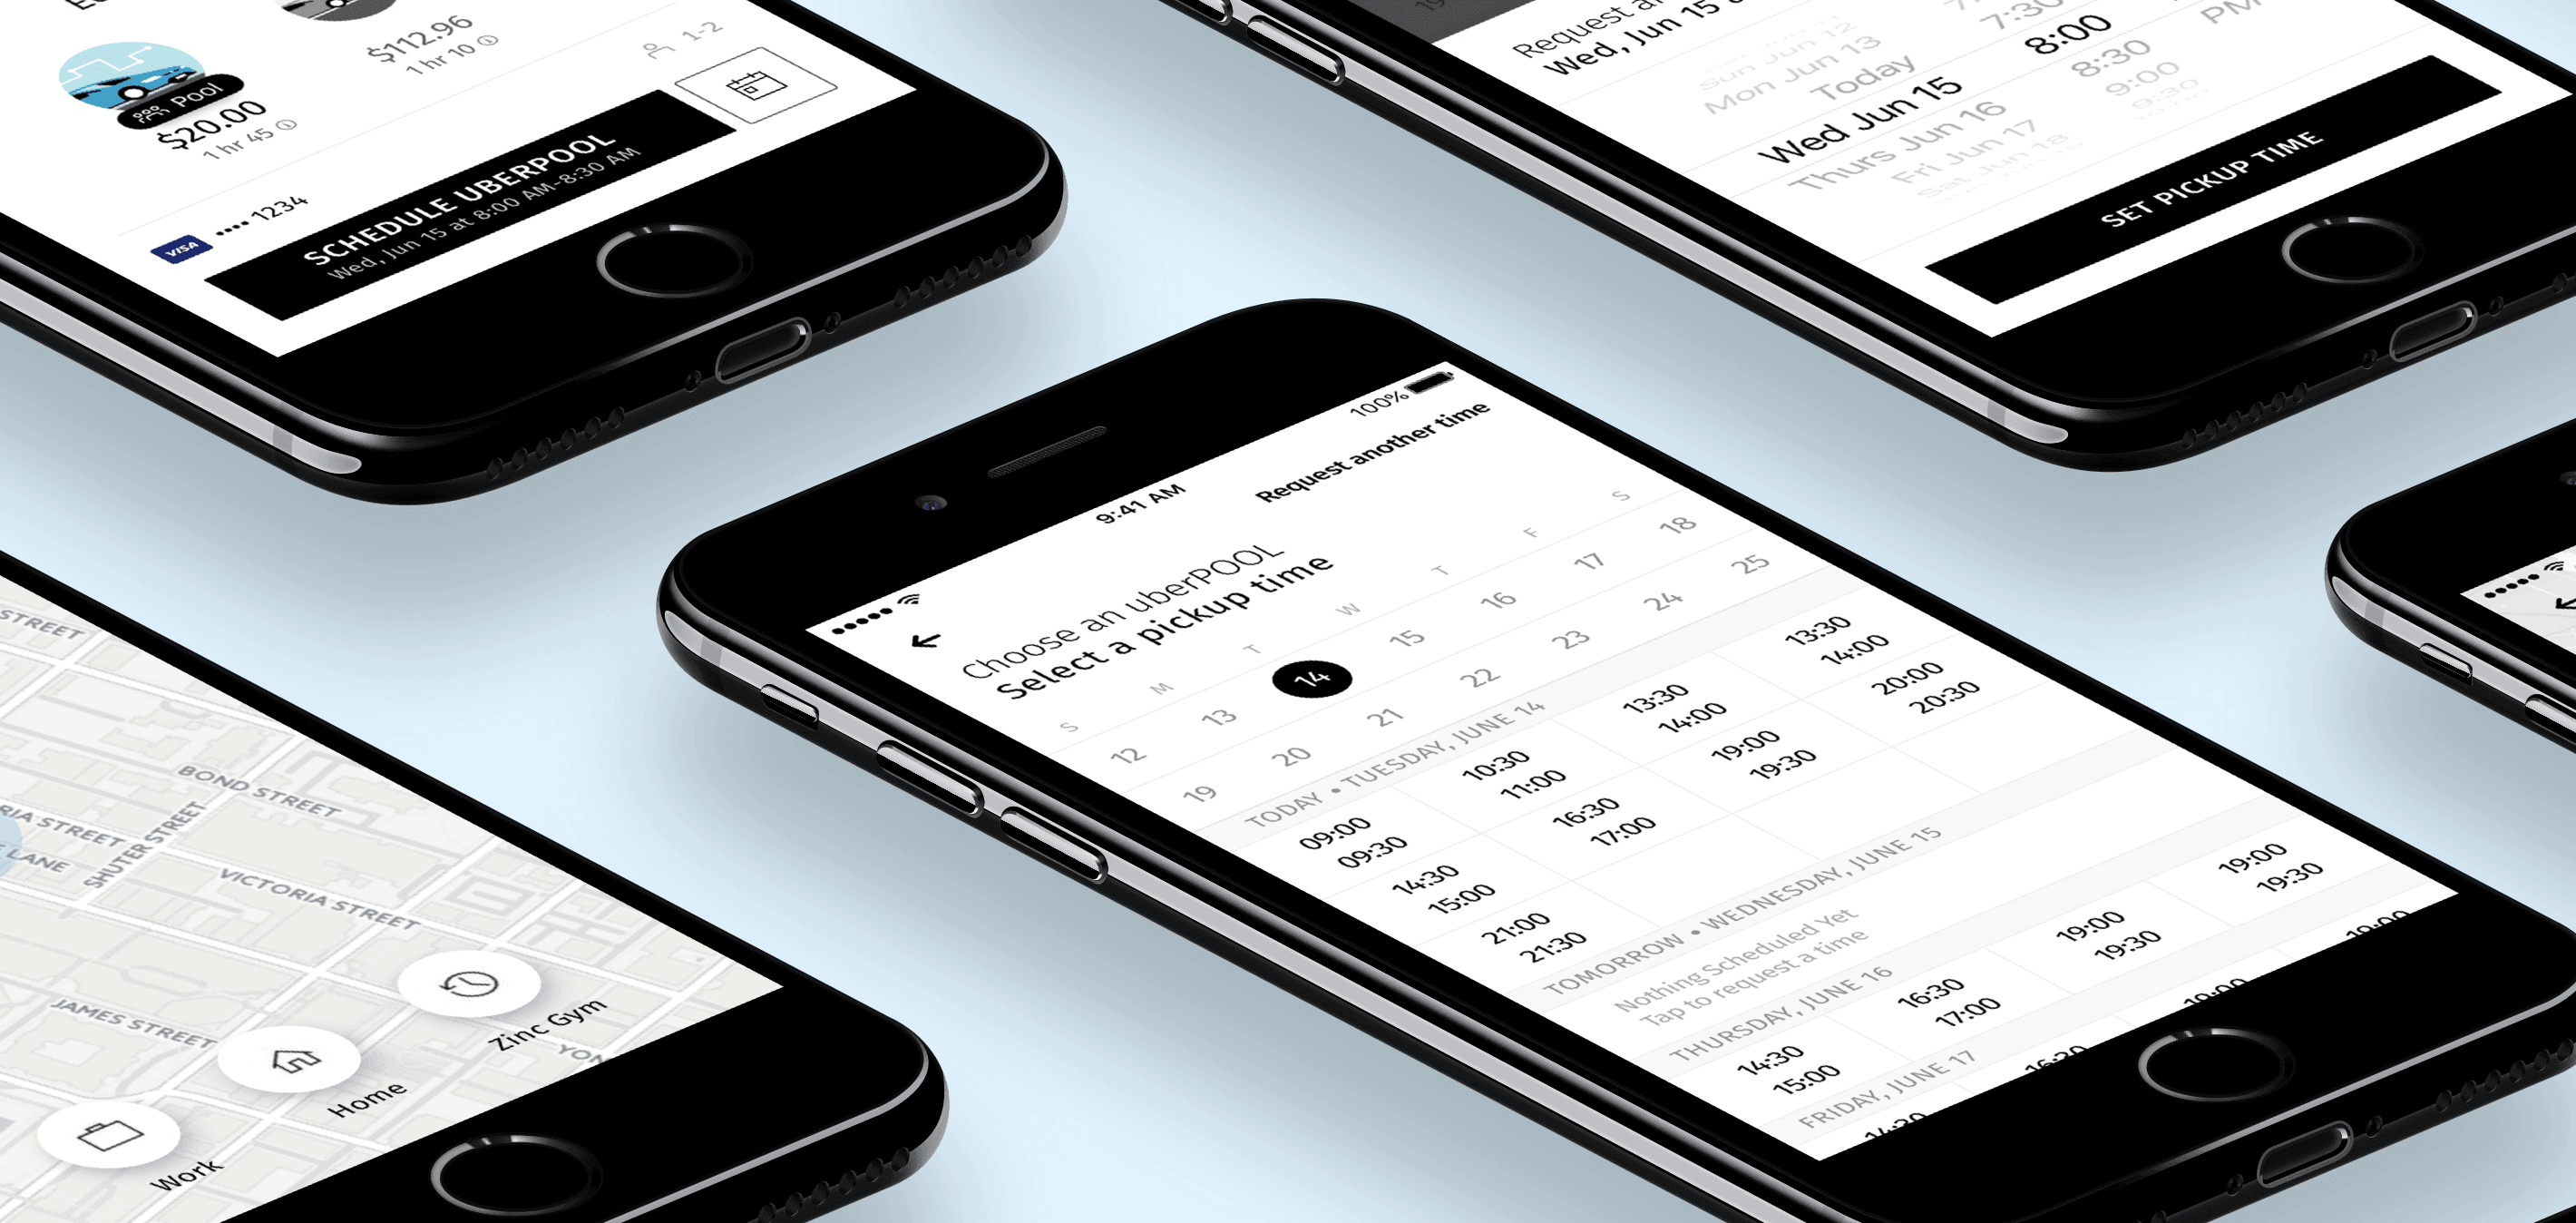 $112.96
1 hr 10
Pool
$20.00
1 hr 45
1-2
VISA •••• 1234
SCHEDULE UBERPOOL
Wed, Jun 15 at 8:00 AM-8:30 AM
Request
Wed, Jun 15
Sun Jun 12
Mon Jun 13
Today
Wed Jun 15
Thurs Jun 16
Fri Jun 17
Sat Jun 18
7:30
8:00
8:30
9:00
9:30
PM
SET PICKUP TIME
9:41 AM
100%
Request another time
Choose an uberPOOL
Select a pickup time
S M T W T F S
12 13 14 15 16 17 18
19 20 21 22 23 24 25
TODAY • TUESDAY, JUNE 14
09:00 09:30
10:30 11:00
13:30 14:00
13:30 14:00
14:30 15:00
16:30 17:00
19:00 19:30
20:00 20:30
21:00 21:30
TOMORROW • WEDNESDAY, JUNE 15
Nothing Scheduled Yet
Tap to request a time
THURSDAY, JUNE 16
14:30 15:00
16:30 17:00
19:00 19:30
19:00 19:30
FRIDAY, JUNE 17
14:30
16:30
19:00
19:00
STREET
BOND STREET
STREET
LANE
SHUTER STREET
VICTORIA STREET
JAMES STREET
Zinc Gym
Home
Work